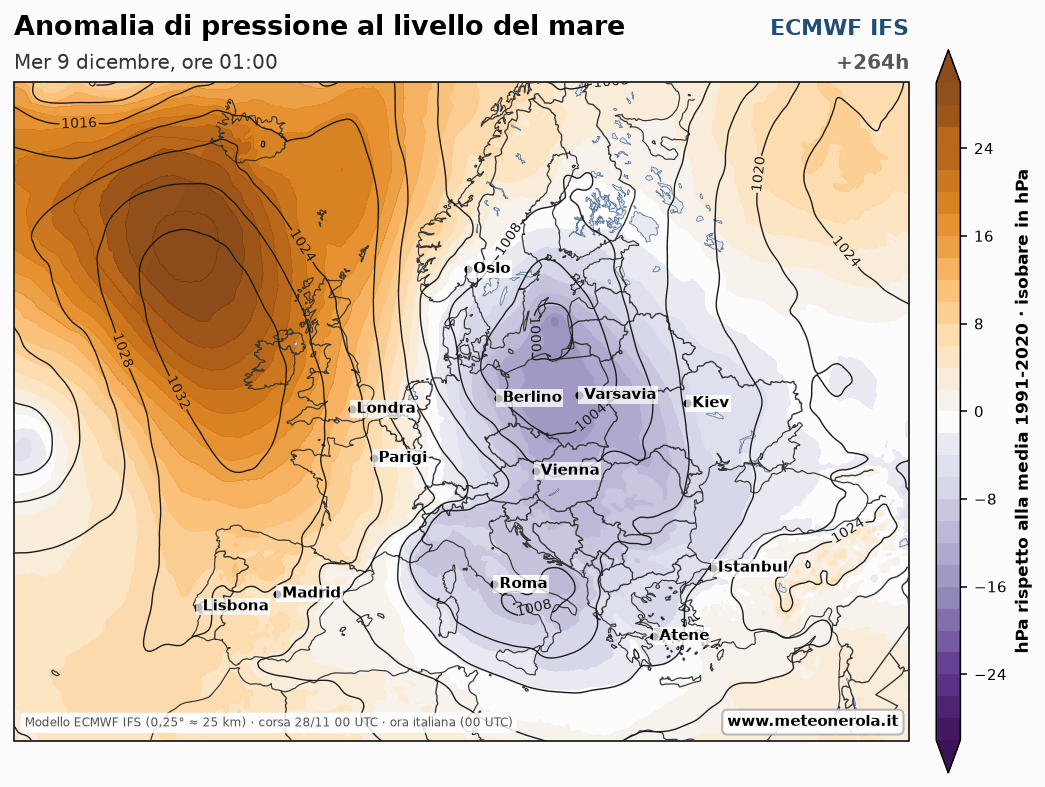 Anomalia di pressione al livello del mare
ECMWF IFS
Mer 9 dicembre, ore 01:00
+264h
1016
1020
1008
1024
1024
Oslo
1000
1028
1032
Berlino
Varsavia
Kiev
Londra
1004
Parigi
Vienna
1024
Istanbul
Roma
Madrid
Lisbona
1008
Atene
Modello ECMWF IFS (0,25° ≈ 25 km) · corsa 28/11 00 UTC · ora italiana (00 UTC)
www.meteonerola.it
24
16
8
0
−8
−16
−24
hPa rispetto alla media 1991-2020 · isobare in hPa